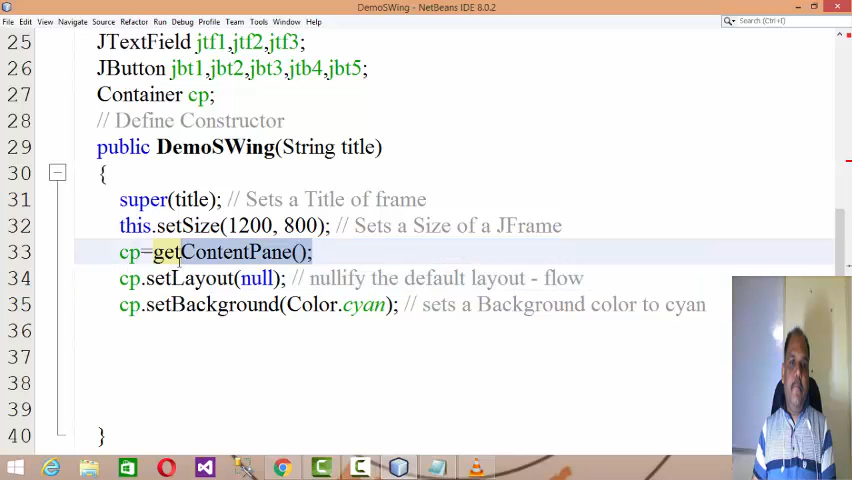 DemoSWing - NetBeans IDE 8.0.2
File Edit View Navigate Source Refactor Run Debug Profile Team Tools Window Help
Search (Ctrl+I)
25 JTextField jtf1,jtf2,jtf3;
26 JButton jbt1,jbt2,jbt3,jtb4,jbt5;
27 Container cp;
28 // Define Constructor
29 public DemoSWing(String title)
30 {
31 super(title); // Sets a Title of frame
32 this.setSize(1200, 800); // Sets a Size of a JFrame
33 cp=getContentPane();
34 cp.setLayout(null); // nullify the default layout - flow
35 cp.setBackground(Color.cyan); // sets a Background color to cyan
36
37
38
39
40 }